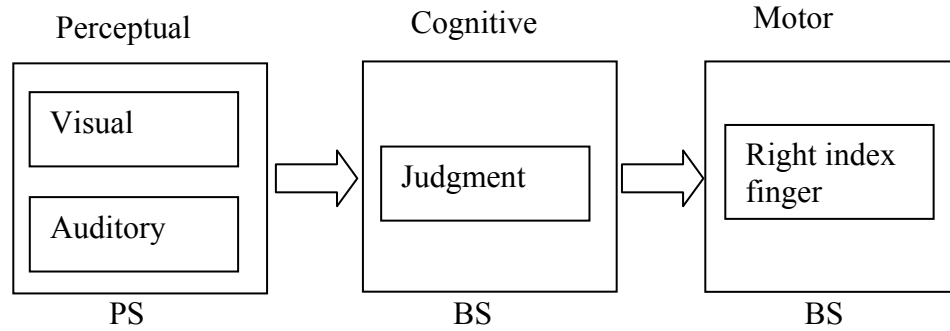 Perceptual
Cognitive
Motor
Visual
Auditory
Judgment
Right index
finger
PS
BS
BS